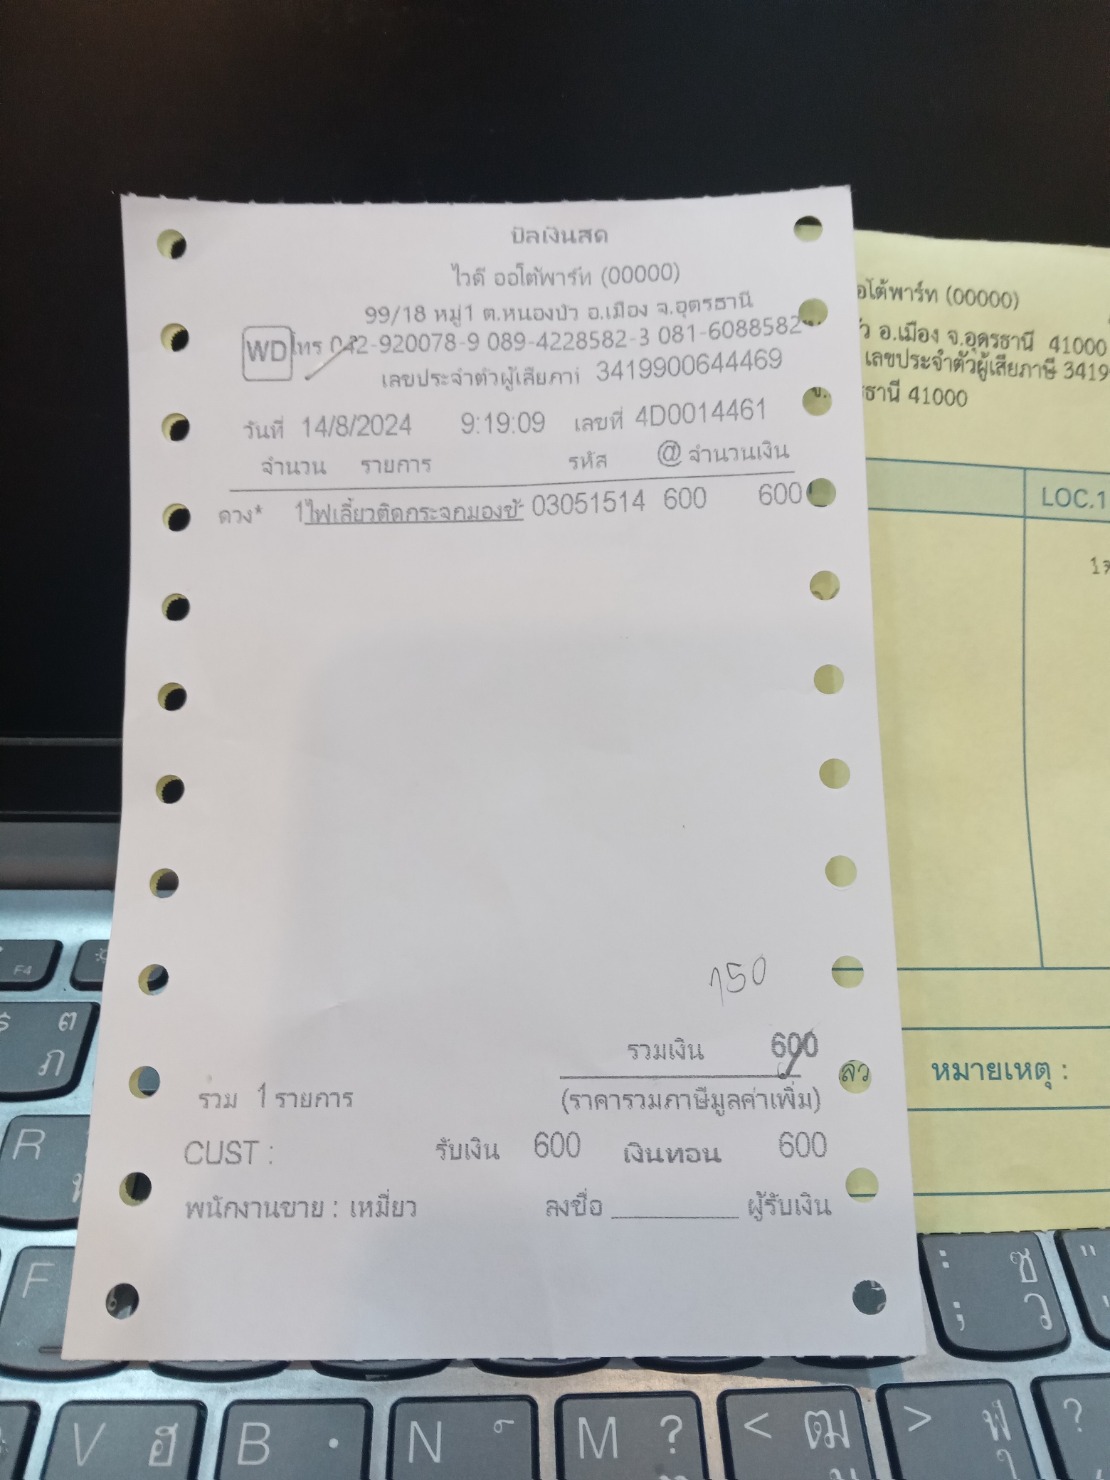 บิลเงินสด
ไวดี ออโต้พาร์ท (00000)
99/18 หมู่1 ต.หนองบัว อ.เมือง จ.อุดรธานี
WD โทร 042-920078-9 089-4228582-3 081-6088582
เลขประจำตัวผู้เสียภาษี 3419900644469
วันที่ 14/8/2024 9:19:09 เลขที่ 4D0014461
จำนวน รายการ รหัส @ จำนวนเงิน
ดวง* 1 ไฟเลี้ยวติดกระจกมองข้ 03051514 600 600
150
รวมเงิน 600
รวม 1 รายการ (ราคารวมภาษีมูลค่าเพิ่ม)
CUST : รับเงิน 600 เงินทอน 600
พนักงานขาย : เหมี่ยว ลงชื่อ ผู้รับเงิน
อโต้พาร์ท (00000)
ว อ.เมือง จ.อุดรธานี 41000
เลขประจำตัวผู้เสียภาษี 3419
จ. ธานี 41000
LOC.1
หมายเหตุ :
F4
ต
ภ
R
F
: ซ
; ว
V ฮ
B
N
M ?
< ฒ
> ฬ
ใ
?